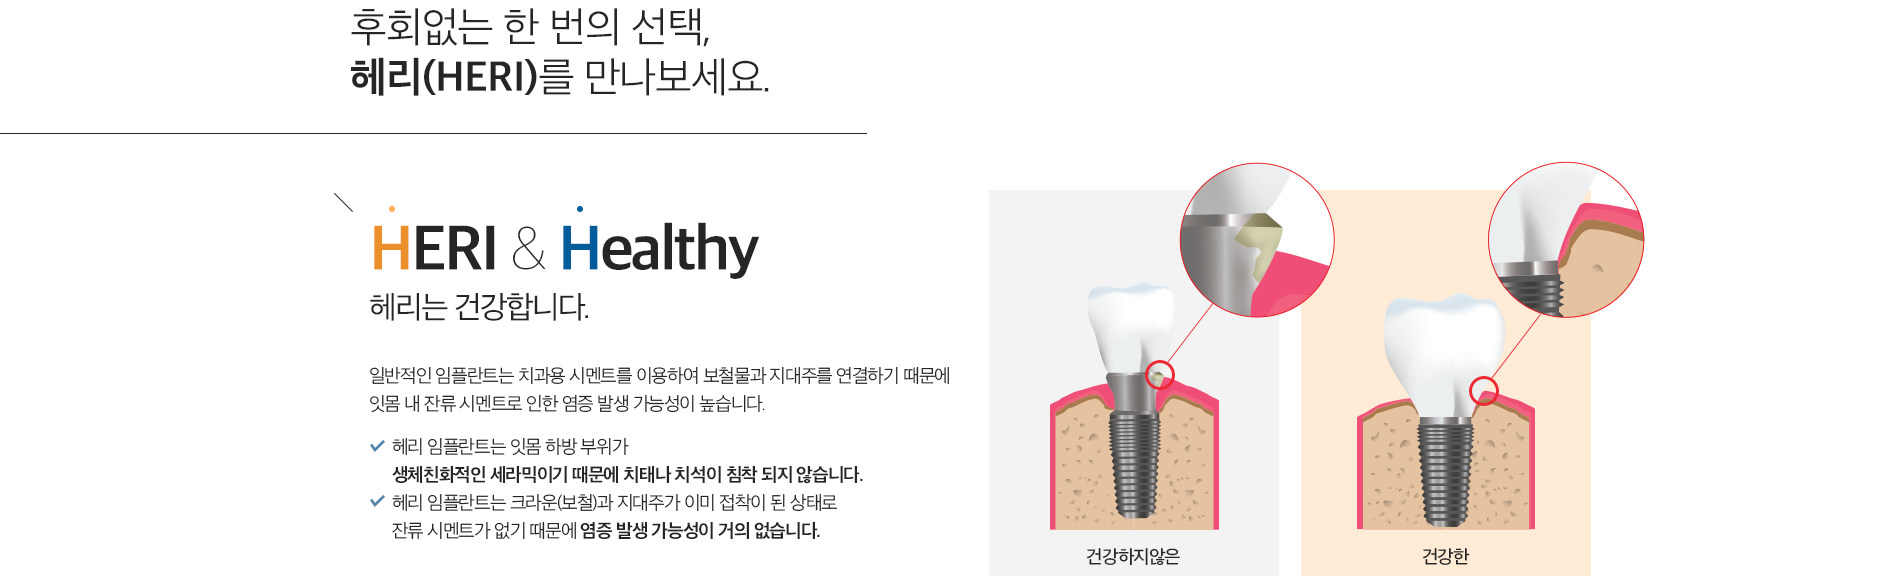 후회없는 한 번의 선택,
헤리(HERI)를 만나보세요.
HERI & Healthy
헤리는 건강합니다.
일반적인 임플란트는 치과용 시멘트를 이용하여 보철물과 지대주를 연결하기 때문에
잇몸 내 잔류 시멘트로 인한 염증 발생 가능성이 높습니다.
헤리 임플란트는 잇몸 하방 부위가
생체친화적인 세라믹이기 때문에 치태나 치석이 침착 되지 않습니다.
헤리 임플란트는 크라운(보철)과 지대주가 이미 접착이 된 상태로
잔류 시멘트가 없기 때문에 염증 발생 가능성이 거의 없습니다.
건강하지않은
건강한